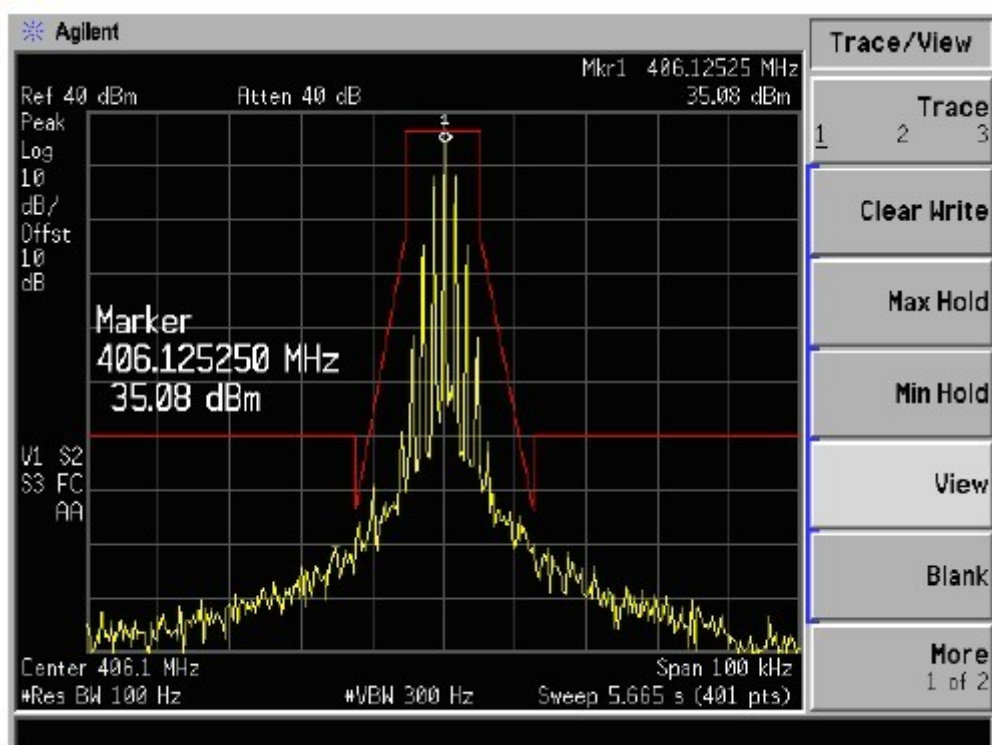 Agilent
Trace/View
Mkr1 406.12525 MHz
Ref 40 dBm Atten 40 dB 35.08 dBm
Peak
Log
10
dB/
Offst
10
dB
1
Marker
406.125250 MHz
35.08 dBm
V1 S2
S3 FC
AA
Center 406.1 MHz Span 100 kHz
#Res BW 100 Hz #VBW 300 Hz Sweep 5.665 s (401 pts)
Trace
1 2 3
Clear Write
Max Hold
Min Hold
View
Blank
More
1 of 2